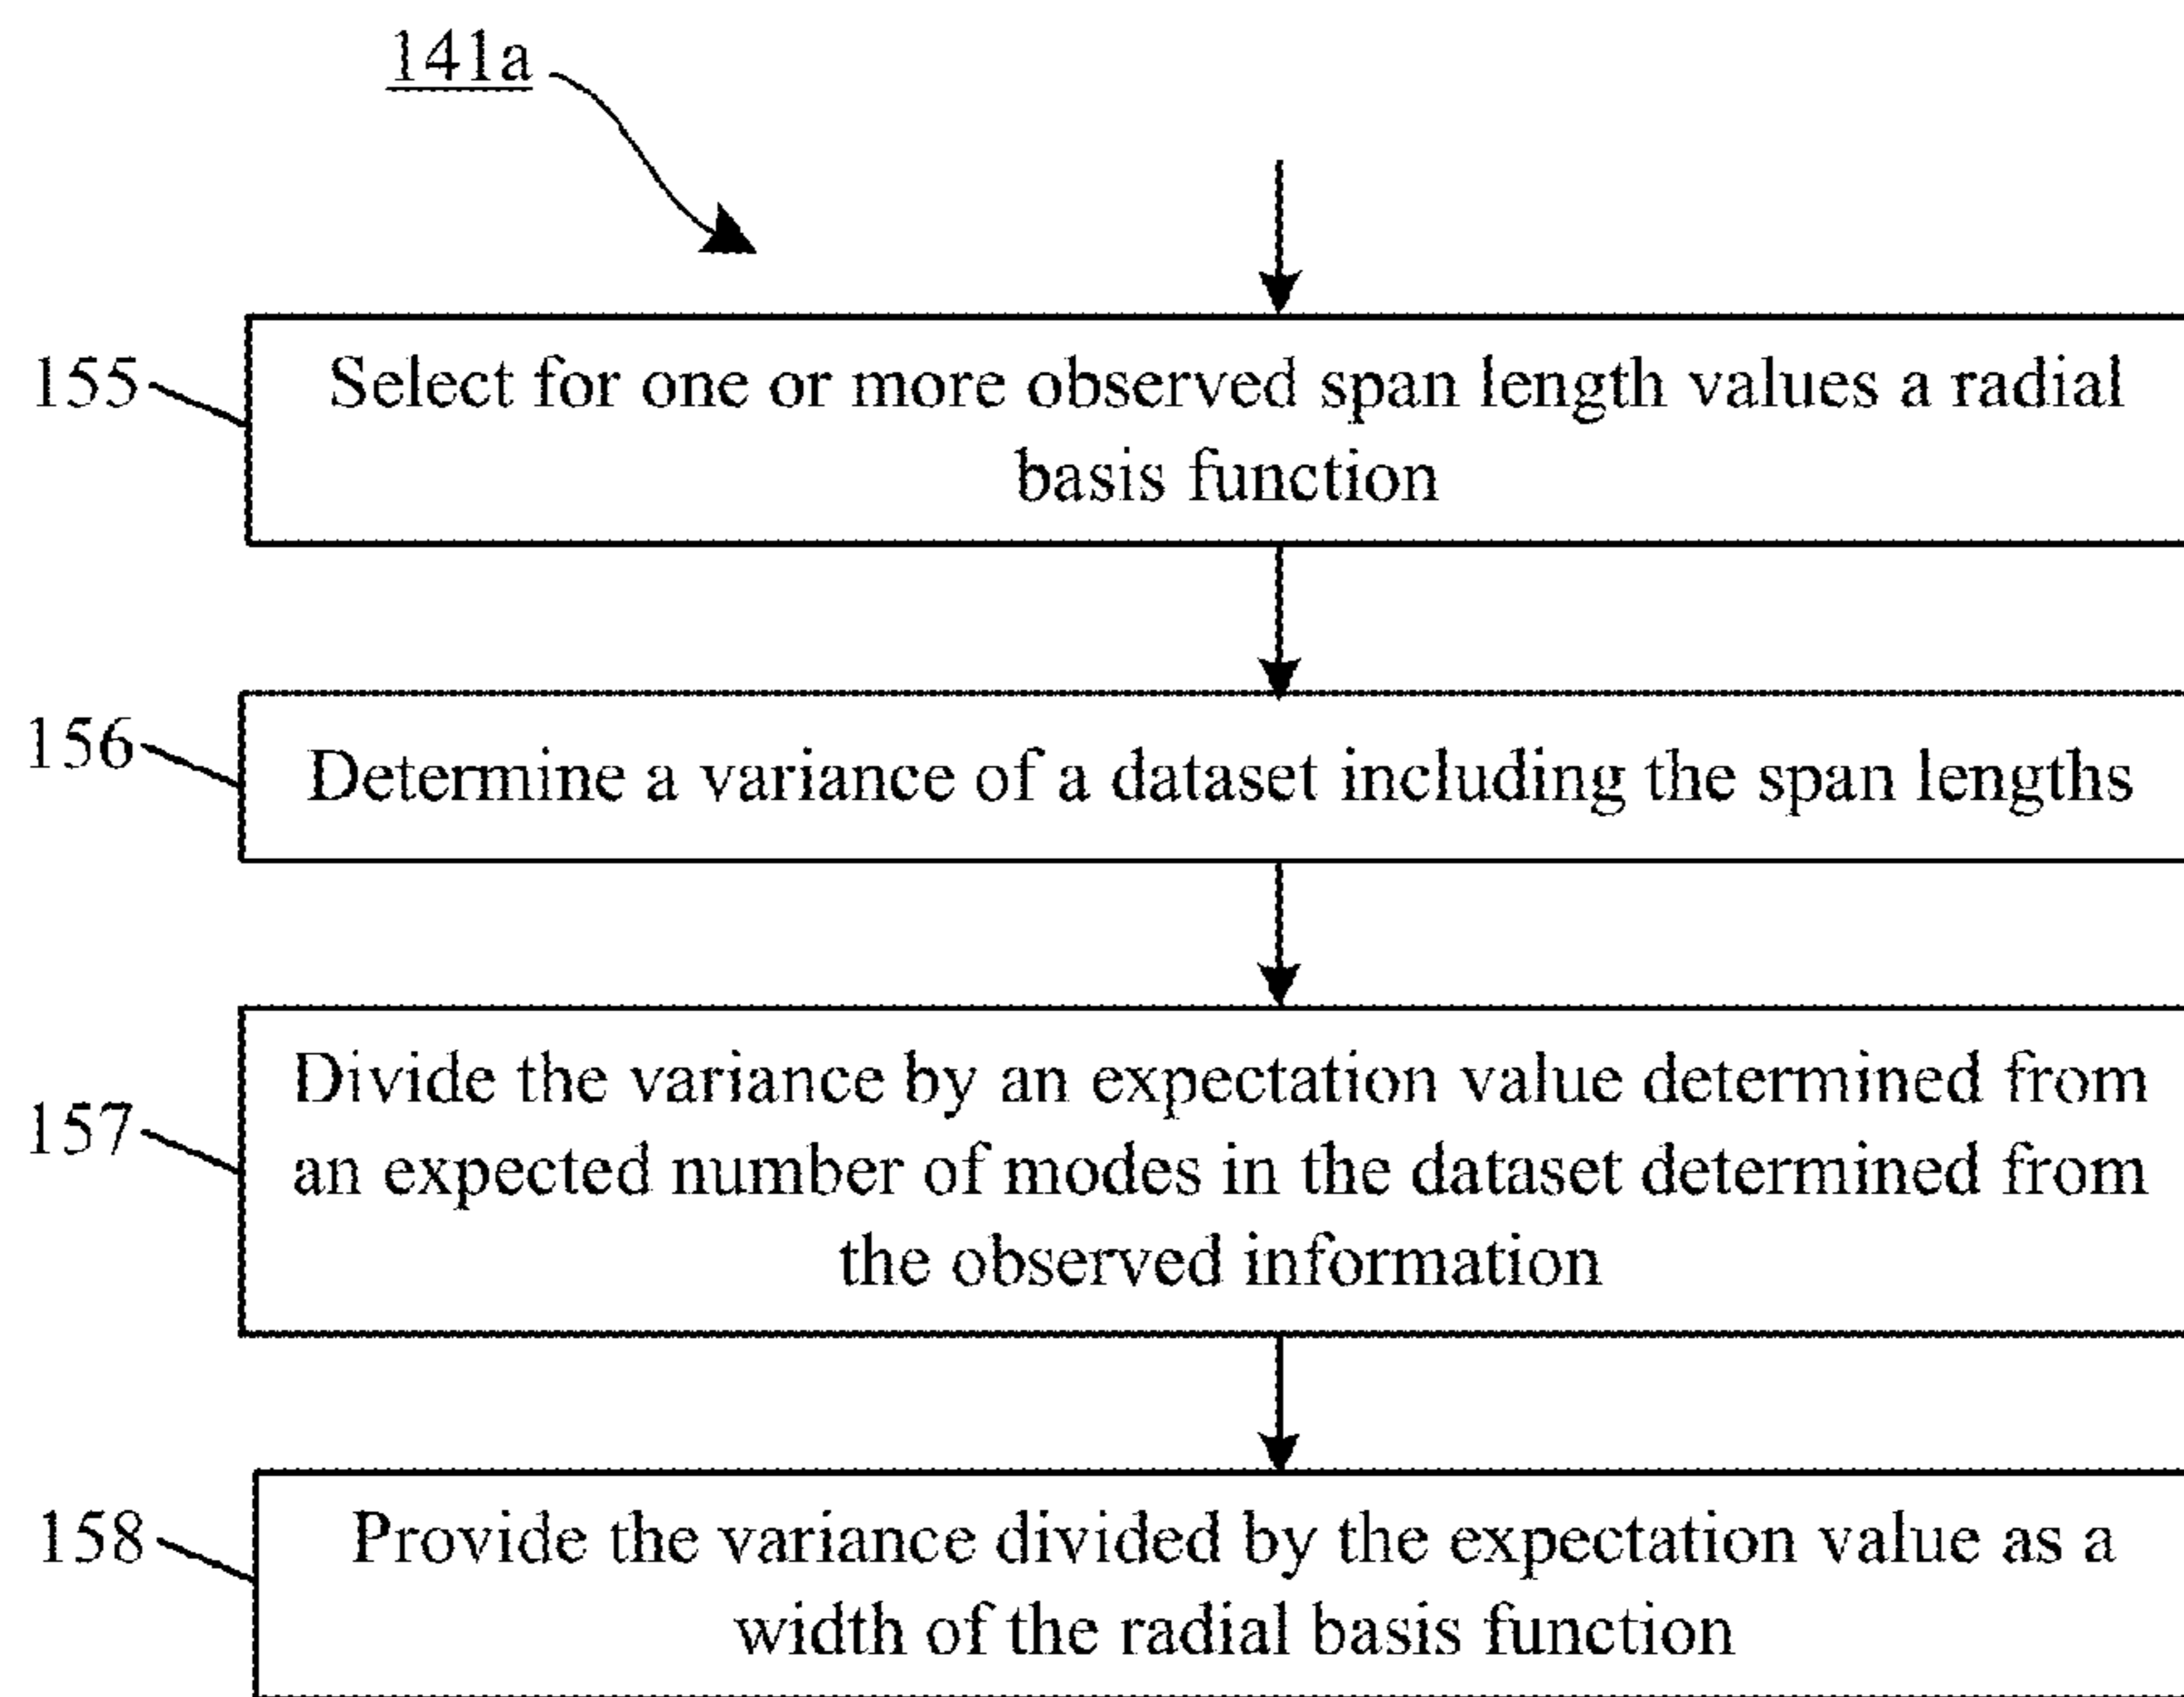 141a
155
Select for one or more observed span length values a radial
basis function
156
Determine a variance of a dataset including the span lengths
157
Divide the variance by an expectation value determined from
an expected number of modes in the dataset determined from
the observed information
158
Provide the variance divided by the expectation value as a
width of the radial basis function